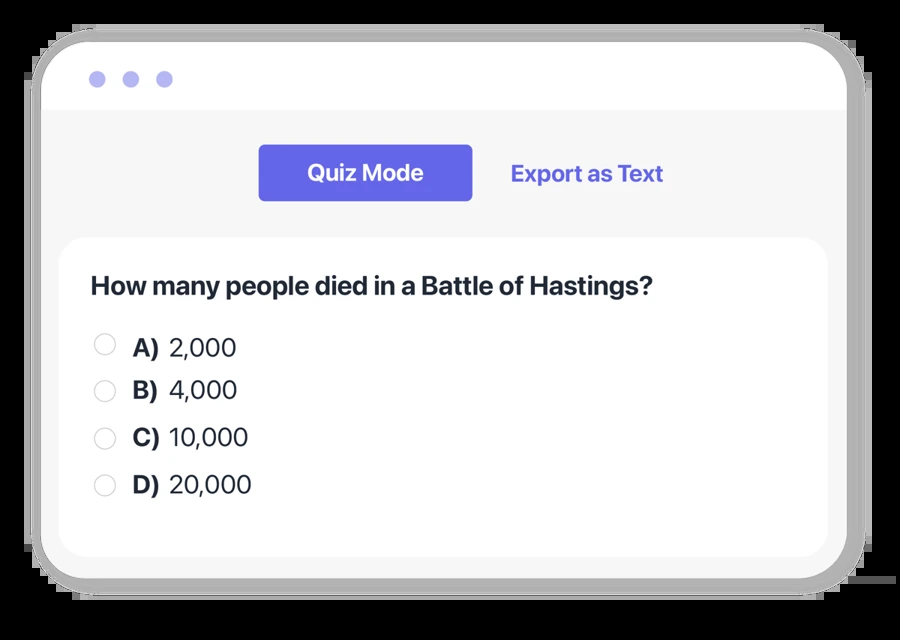 Quiz Mode
Export as Text
How many people died in a Battle of Hastings?
A) 2,000
B) 4,000
C) 10,000
D) 20,000